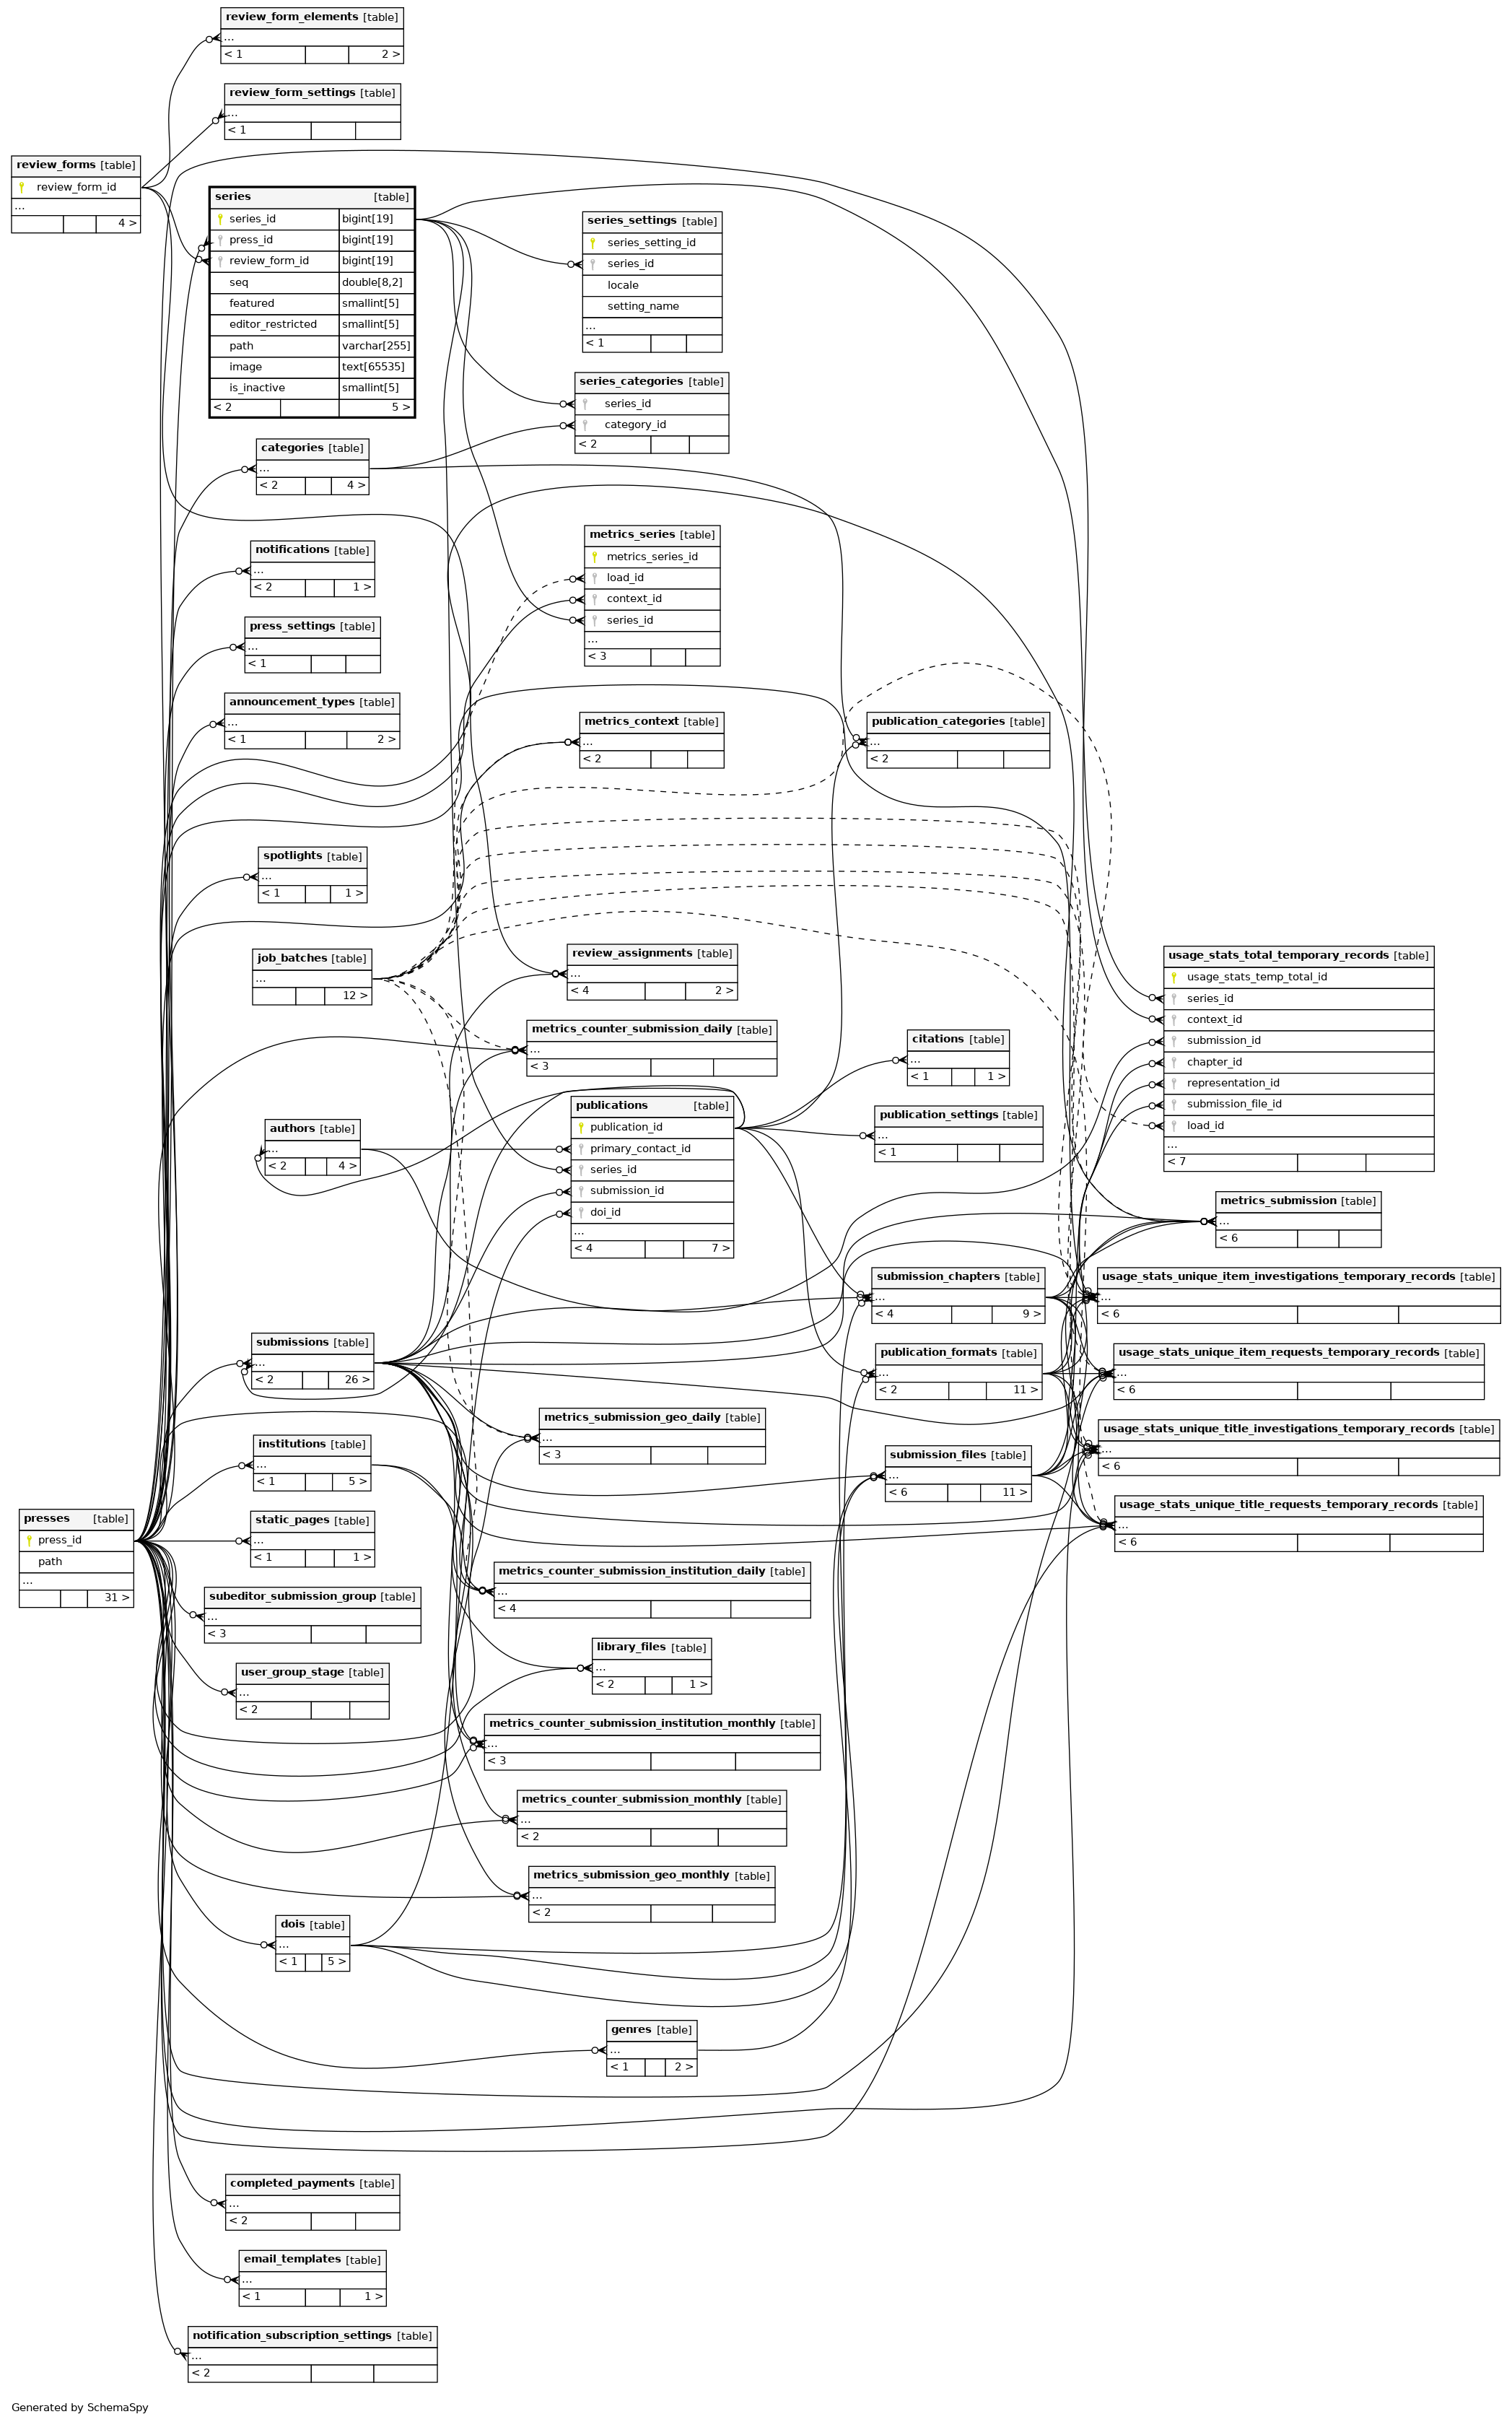 review_form_elements [table]
...
< 1 2 >
review_form_settings [table]
...
< 1
review_forms [table]
review_form_id
...
4 >
series [table]
series_id bigint[19]
press_id bigint[19]
review_form_id bigint[19]
seq double[8,2]
featured smallint[5]
editor_restricted smallint[5]
path varchar[255]
image text[65535]
is_inactive smallint[5]
< 2 5 >
series_settings [table]
series_setting_id
series_id
locale
setting_name
...
< 1
series_categories [table]
series_id
category_id
< 2
categories [table]
...
< 2 4 >
metrics_series [table]
metrics_series_id
load_id
context_id
series_id
...
< 3
notifications [table]
...
< 2 1 >
press_settings [table]
...
< 1
announcement_types [table]
...
< 1 2 >
metrics_context [table]
...
< 2
publication_categories [table]
...
< 2
spotlights [table]
...
< 1 1 >
job_batches [table]
...
12 >
review_assignments [table]
...
< 4 2 >
usage_stats_total_temporary_records [table]
usage_stats_temp_total_id
series_id
context_id
submission_id
chapter_id
representation_id
submission_file_id
load_id
...
< 7
metrics_counter_submission_daily [table]
...
< 3
citations [table]
...
< 1 1 >
publications [table]
publication_id
primary_contact_id
series_id
submission_id
doi_id
...
< 4 7 >
publication_settings [table]
...
< 1
authors [table]
...
< 2 4 >
metrics_submission [table]
...
< 6
submission_chapters [table]
...
< 4 9 >
usage_stats_unique_item_investigations_temporary_records [table]
...
< 6
submissions [table]
...
< 2 26 >
publication_formats [table]
...
< 2 11 >
usage_stats_unique_item_requests_temporary_records [table]
...
< 6
metrics_submission_geo_daily [table]
...
< 3
usage_stats_unique_title_investigations_temporary_records [table]
...
< 6
institutions [table]
...
< 1 5 >
submission_files [table]
...
< 6 11 >
usage_stats_unique_title_requests_temporary_records [table]
...
< 6
presses [table]
press_id
path
...
31 >
static_pages [table]
...
< 1 1 >
metrics_counter_submission_institution_daily [table]
...
< 4
subeditor_submission_group [table]
...
< 3
library_files [table]
...
< 2 1 >
user_group_stage [table]
...
< 2
metrics_counter_submission_institution_monthly [table]
...
< 3
metrics_counter_submission_monthly [table]
...
< 2
metrics_submission_geo_monthly [table]
...
< 2
dois [table]
...
< 1 5 >
genres [table]
...
< 1 2 >
completed_payments [table]
...
< 2
email_templates [table]
...
< 1 1 >
notification_subscription_settings [table]
...
< 2
Generated by SchemaSpy